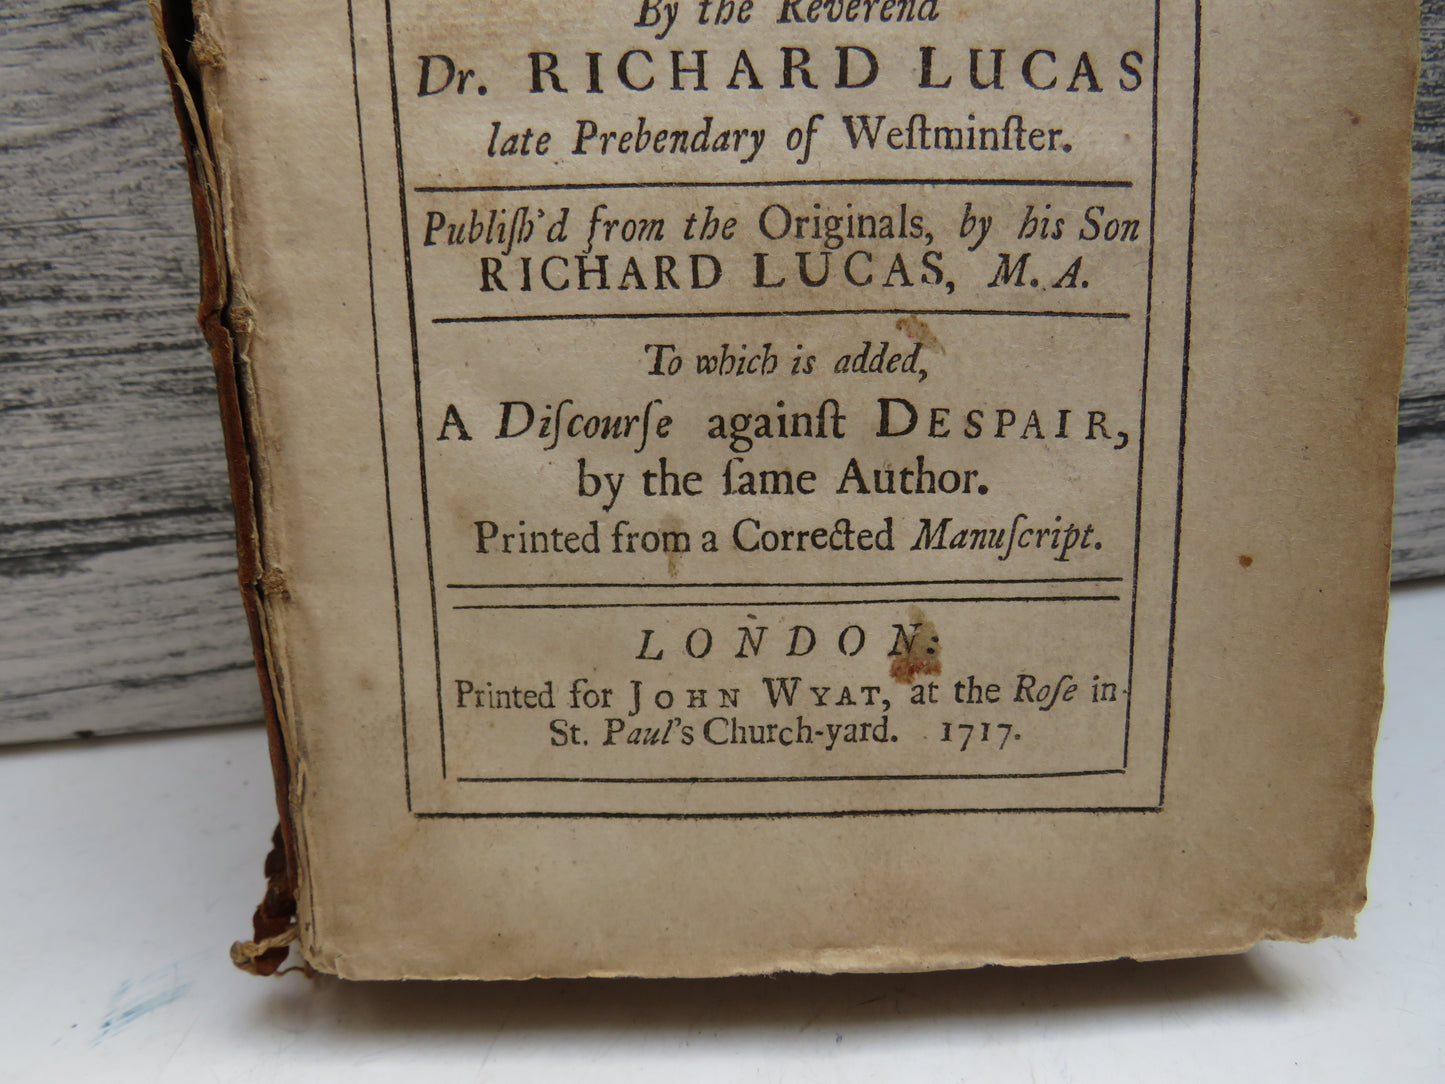 By the Reverend
Dr. RICHARD LUCAS
late Prebendary of Weſtminſter.
Publiſh'd from the Originals, by his Son
RICHARD LUCAS, M. A.
To which is added,
A Diſcourſe againſt DESPAIR,
by the ſame Author.
Printed from a Corrected Manuſcript.
LONDON:
Printed for JOHN WYAT, at the Roſe in
St. Paul's Church-yard. 1717.